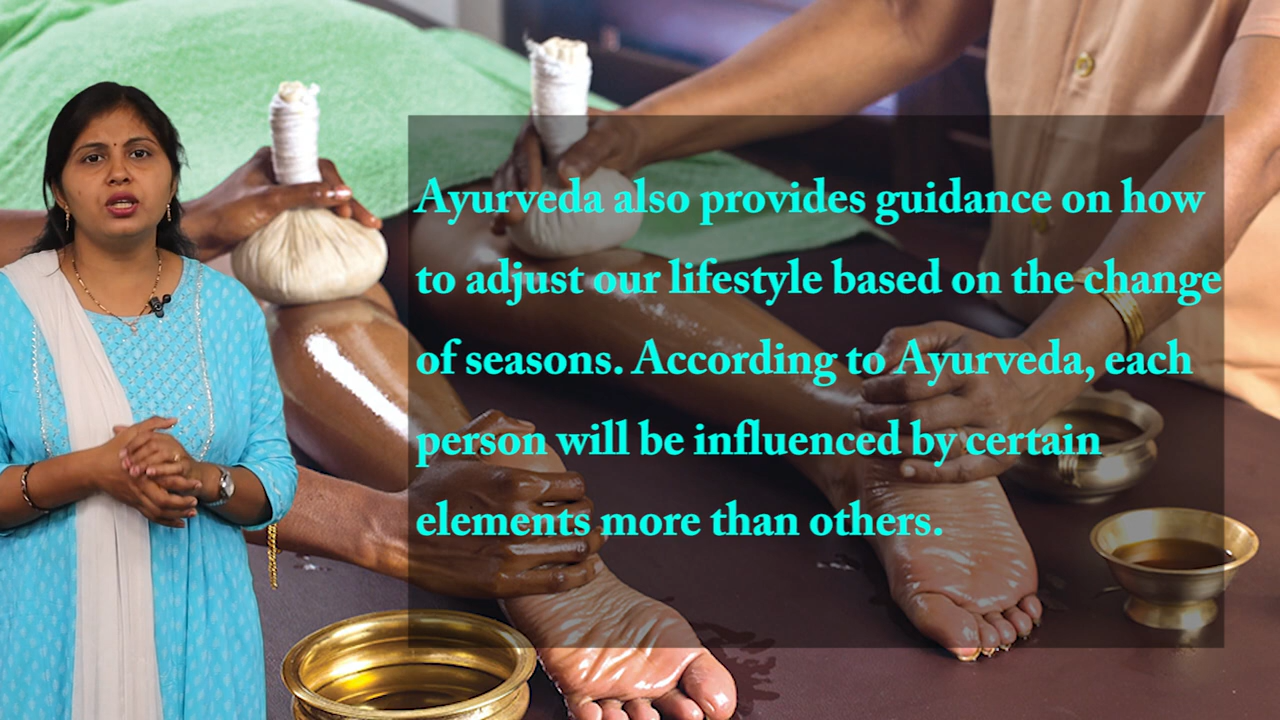 Ayurveda also provides guidance on how
to adjust our lifestyle based on the change
of seasons. According to Ayurveda, each
person will be influenced by certain
elements more than others.